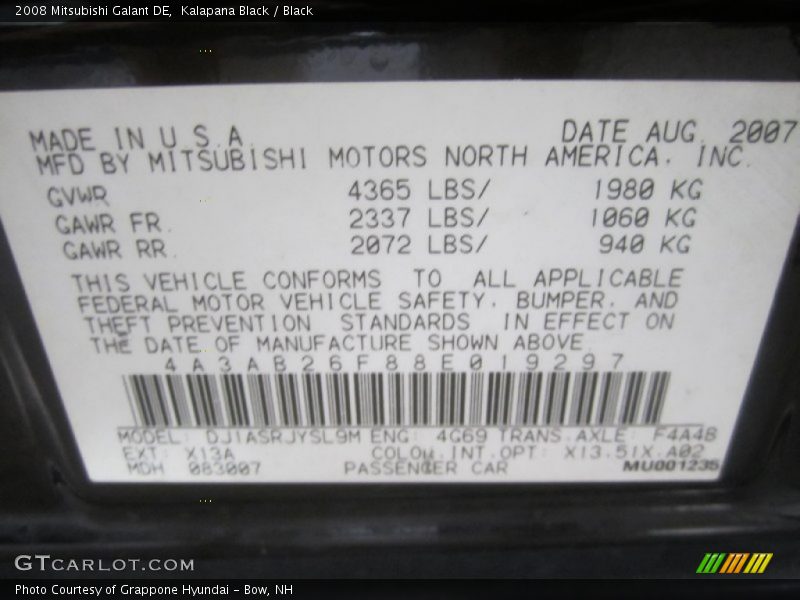 2008 Mitsubishi Galant DE,  Kalapana Black / Black
MADE IN U.S.A. DATE AUG. 2007
MFD BY MITSUBISHI MOTORS NORTH AMERICA. INC.
GVWR 4365 LBS/ 1980 KG
GAWR FR. 2337 LBS/ 1060 KG
GAWR RR. 2072 LBS/ 940 KG
THIS VEHICLE CONFORMS TO ALL APPLICABLE
FEDERAL MOTOR VEHICLE SAFETY. BUMPER. AND
THEFT PREVENTION STANDARDS IN EFFECT ON
THE DATE OF MANUFACTURE SHOWN ABOVE.
4A3AB26F88E019297
MODEL: DJ1ASRJYSL9M ENG: 4G69 TRANS.AXLE: F4A4B
EXT: X13A COLOU.INT.OPT: X13.51X.A02
MDH 083007 PASSENGER CAR MU001235
GTCARLOT.COM
Photo Courtesy of Grappone Hyundai - Bow, NH